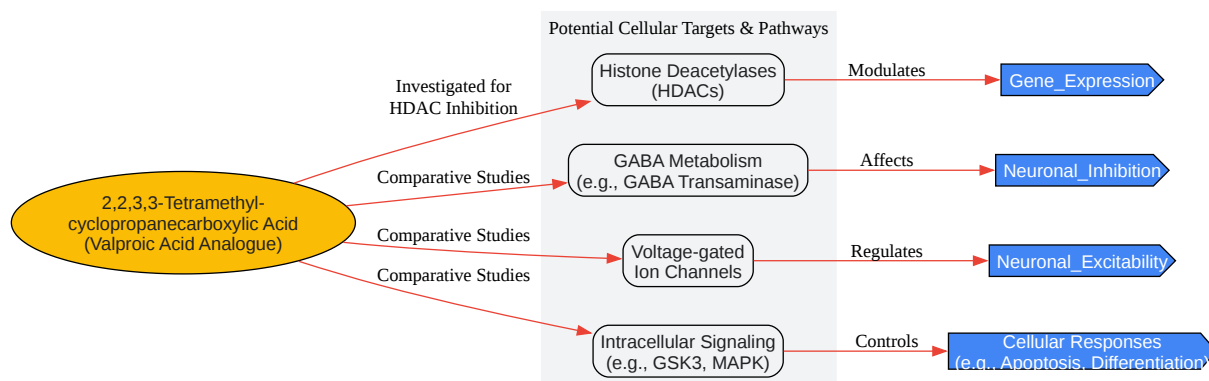 Potential Cellular Targets & Pathways
Investigated for
HDAC Inhibition
Histone Deacetylases
(HDACs)
Modulates
Gene_Expression
Comparative Studies
GABA Metabolism
(e.g., GABA Transaminase)
Affects
Neuronal_Inhibition
2,2,3,3-Tetramethyl-
cyclopropanecarboxylic Acid
(Valproic Acid Analogue)
Comparative Studies
Voltage-gated
Ion Channels
Regulates
Neuronal_Excitability
Comparative Studies
Intracellular Signaling
(e.g., GSK3, MAPK)
Controls
Cellular Responses
(e.g., Apoptosis, Differentiation)